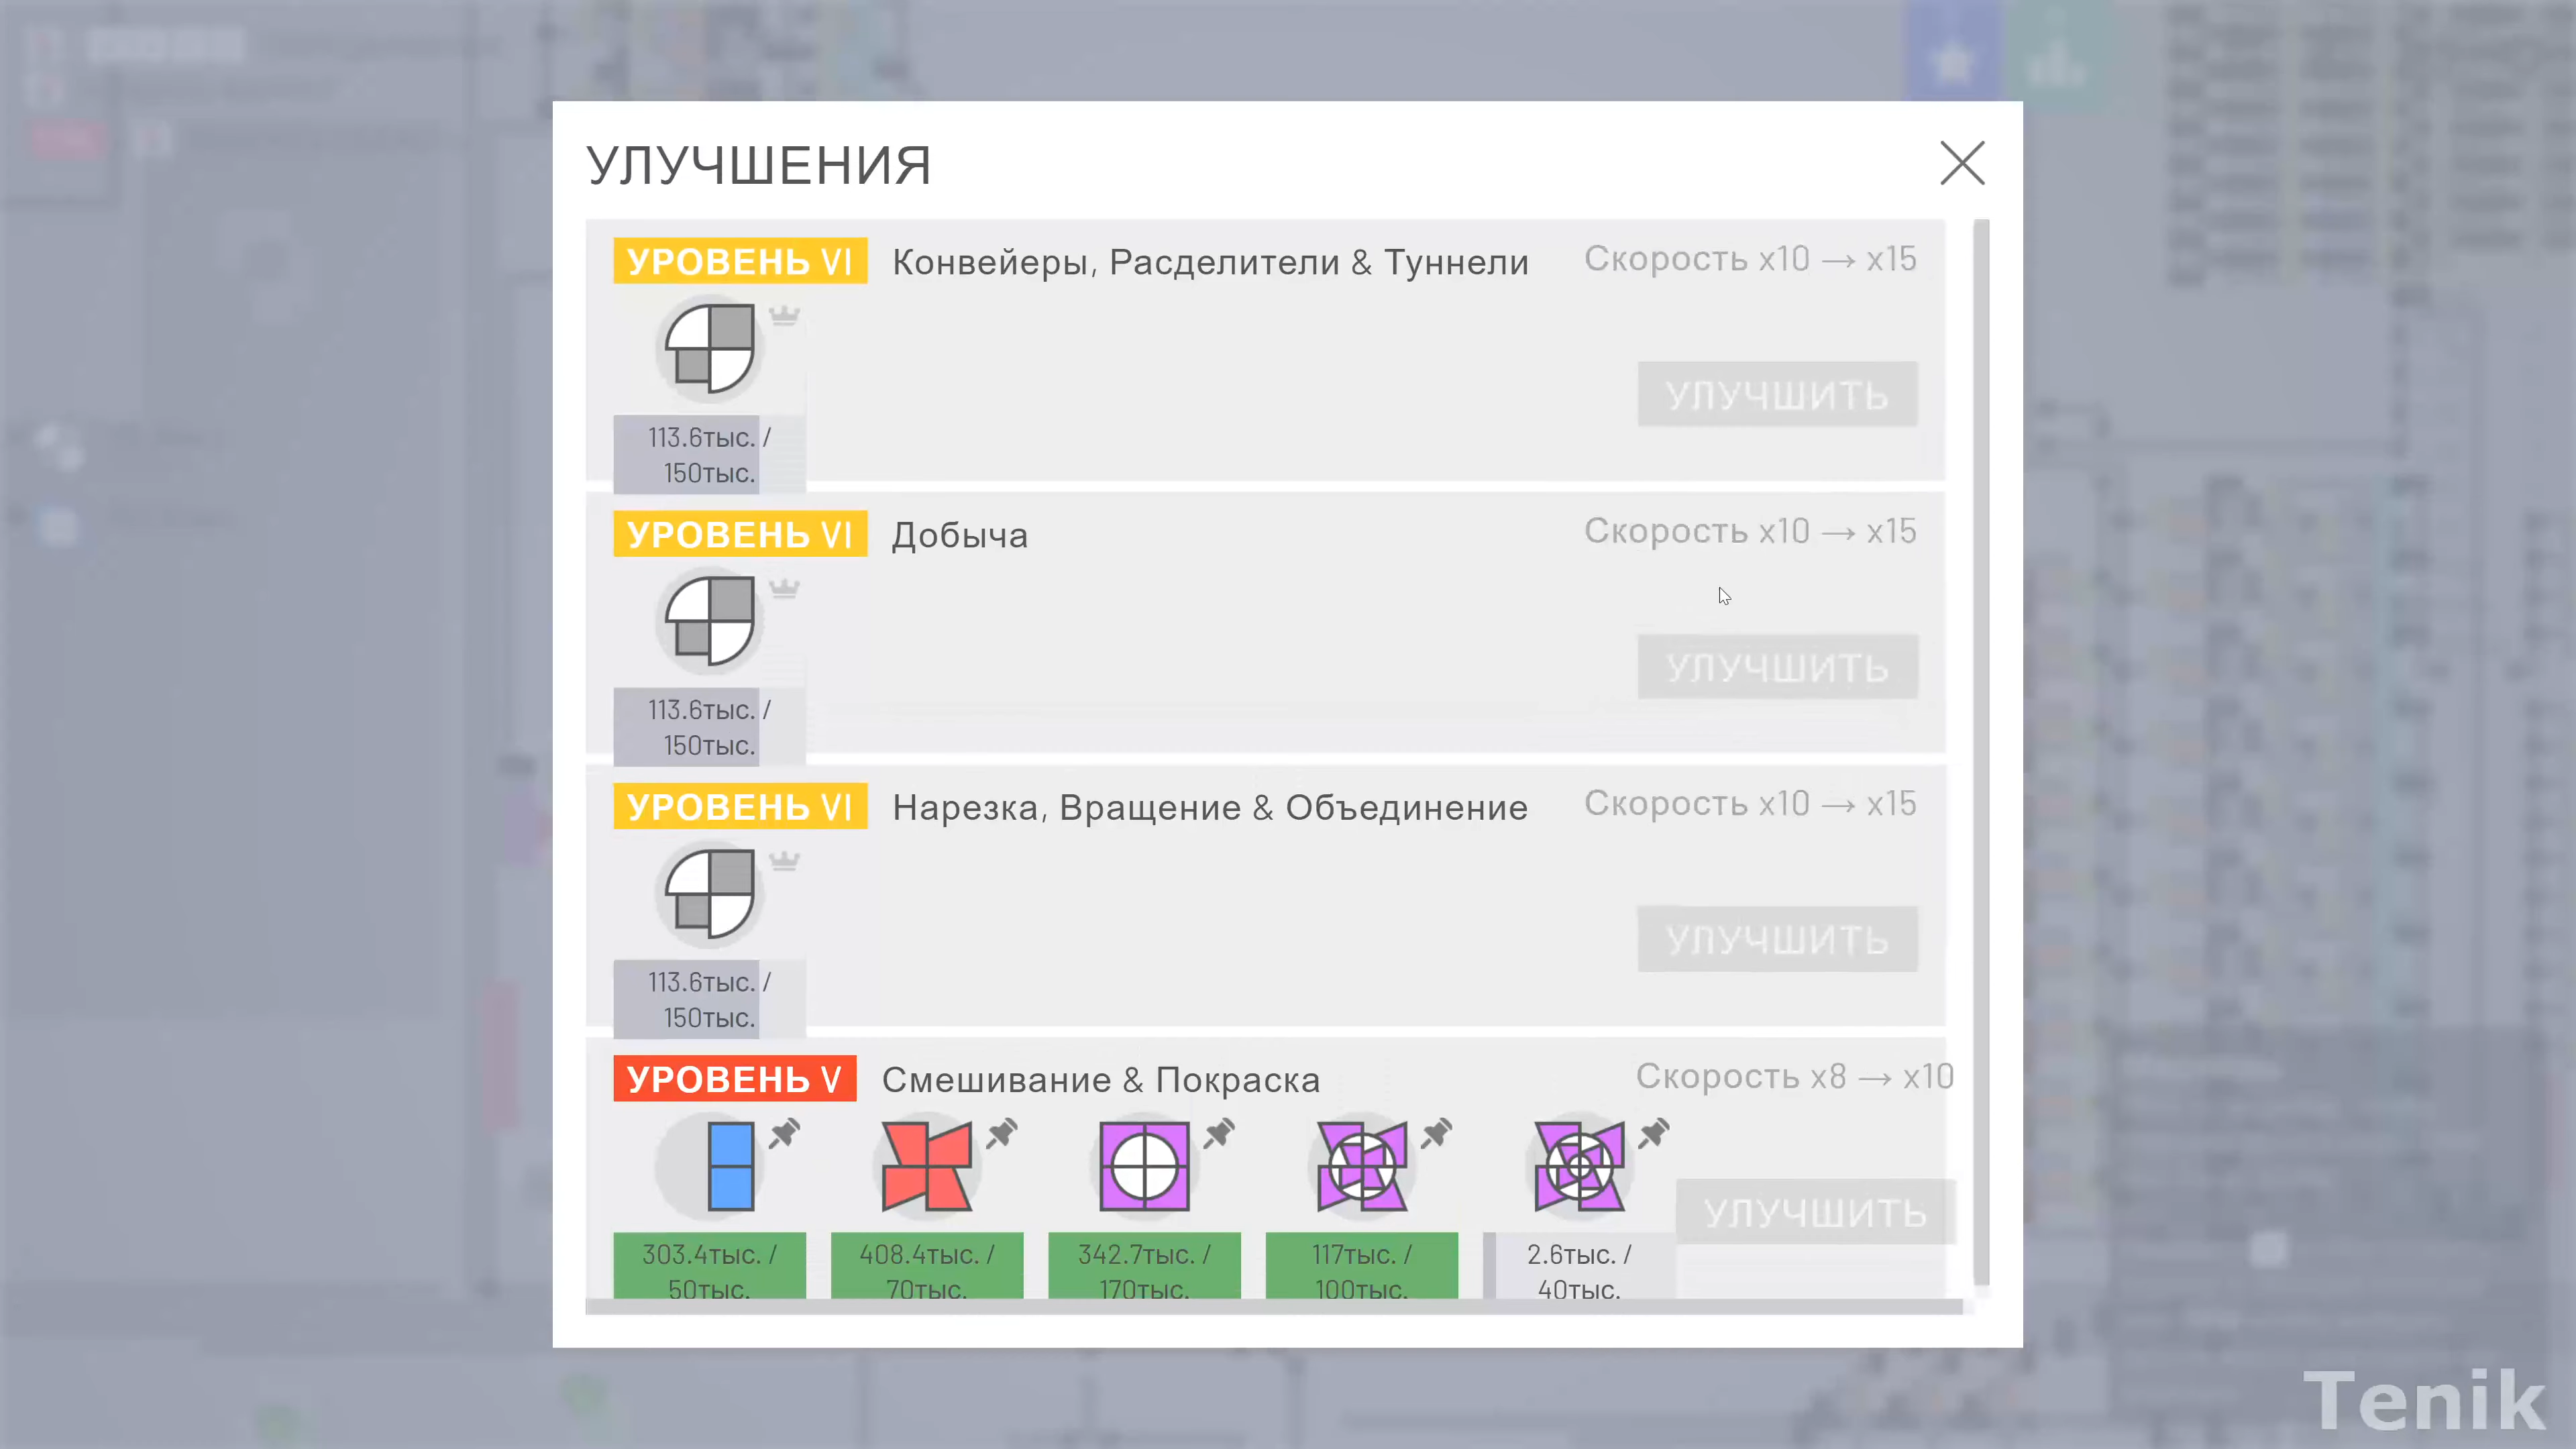 УЛУЧШЕНИЯ
УРОВЕНЬ VI Конвейеры, Расделители & Туннели Скорость x10 → x15
УЛУЧШИТЬ
113.6тыс. /
150тыс.
УРОВЕНЬ VI Добыча Скорость x10 → x15
УЛУЧШИТЬ
113.6тыс. /
150тыс.
УРОВЕНЬ VI Нарезка, Вращение & Объединение Скорость x10 → x15
УЛУЧШИТЬ
113.6тыс. /
150тыс.
УРОВЕНЬ V Смешивание & Покраска Скорость x8 → x10
УЛУЧШИТЬ
303.4тыс. / 408.4тыс. / 342.7тыс. / 117тыс. / 2.6тыс. /
50тыс. 70тыс. 170тыс. 100тыс. 40тыс.
Tenik